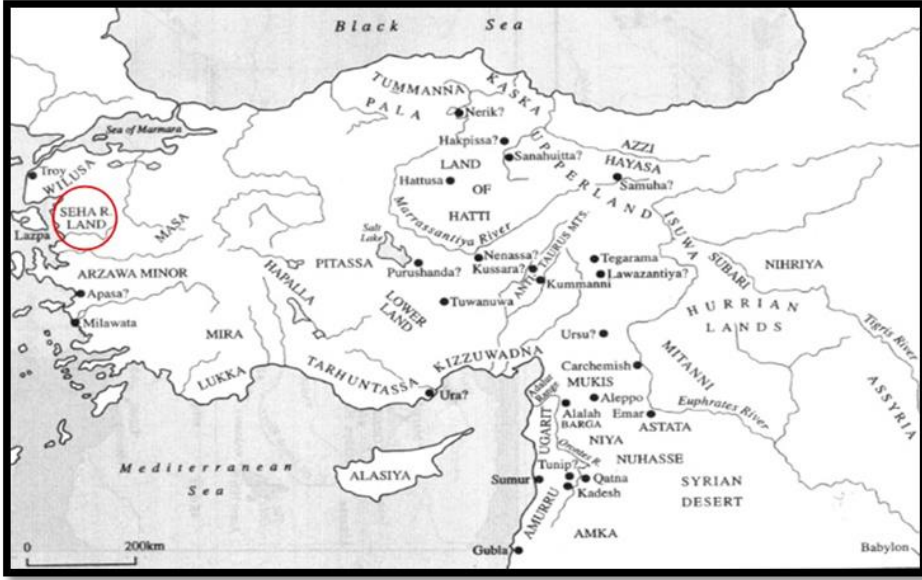 Black Sea
TUMMANNA
KASKA
PALA
Nerik?
Sea of Marmara
Hakpissa?
AZZI
Sanahuitta?
UPPER LAND
HAYASA
Troy
WILUSA
LAND
OF
HATTI
Hattusa
Samuha?
SEHA R.
LAND
Marrassantiya River
ISUWA
Lazpa
MASA
Salt
Lake
ANTI-TAURUS MTS.
SUBARI
NIHRIYA
PITASSA
Nenassa?
Tegarama
Purushanda?
Kussara?
Lawazantiya?
ARZAWA MINOR
HAPALLA
Kummanni
Apasa?
LOWER
LAND
Tuwanuwa
HURRIAN
LANDS
Tigris River
Milawata
MIRA
Ursu?
KIZZUWADNA
MITANNI
TARHUNTASSA
Carchemish
LUKKA
Ura?
Adalur
Range
MUKIS
Aleppo
Euphrates River
ASSYRIA
Alalah
Emar
BARGA
ASTATA
UGARIT
NIYA
Orontes R.
NUHASSE
Mediterranean
Sea
ALASIYA
Tunip?
Sumur
Qatna
SYRIAN
DESERT
Kadesh
AMURRU
AMKA
0
200km
Gubla
Babylon